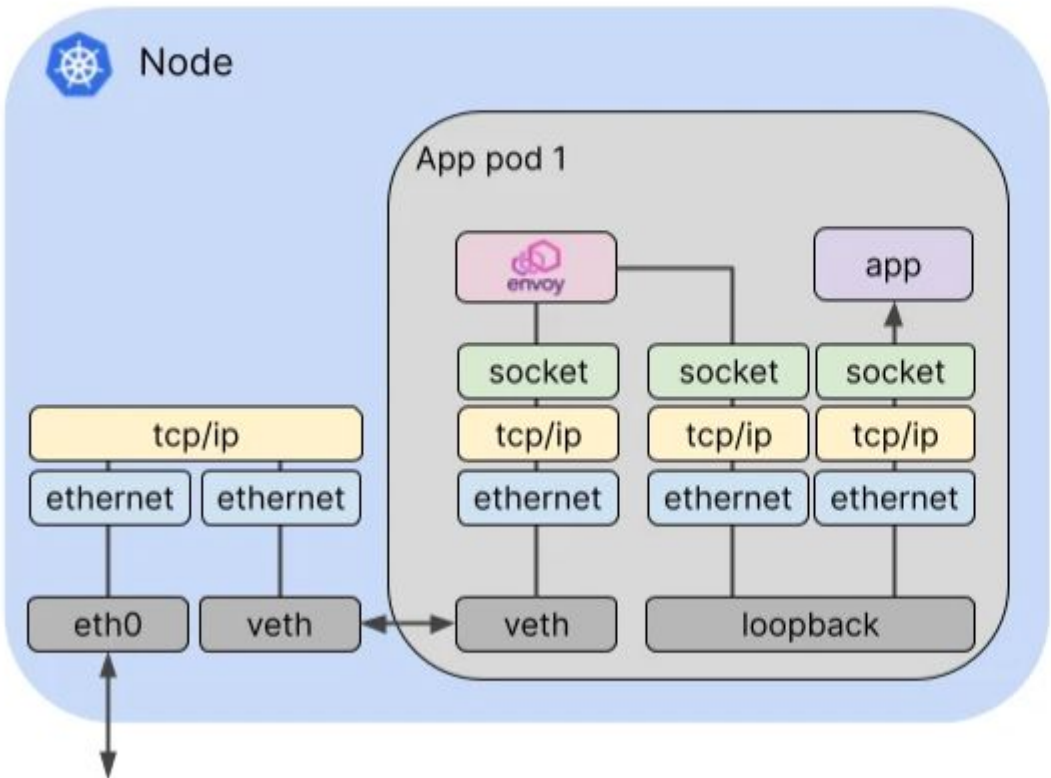 Node
App pod 1
envoy
app
socket
socket
socket
tcp/ip
tcp/ip
tcp/ip
tcp/ip
ethernet
ethernet
ethernet
ethernet
ethernet
eth0
veth
veth
loopback